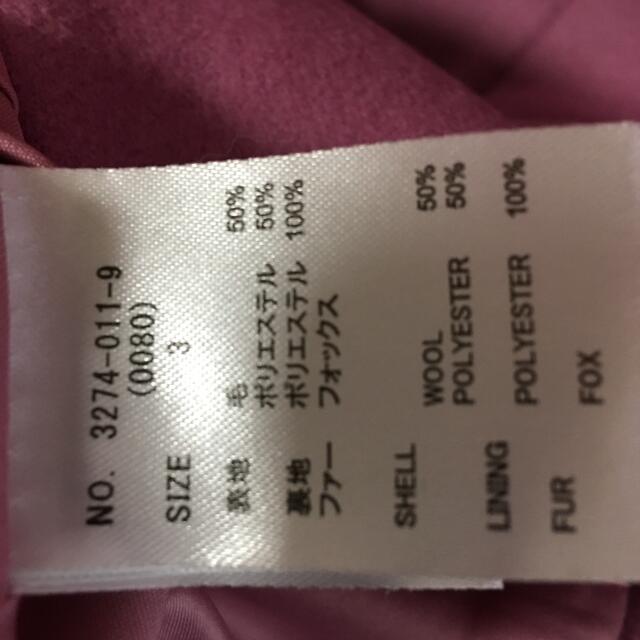 NO. 3274-011-9
(0080)
SIZE 3
表地 毛 50%
ポリエステル 50%
裏地 ポリエステル 100%
ファー フォックス
SHELL WOOL 50%
POLYESTER 50%
LINING POLYESTER 100%
FUR FOX